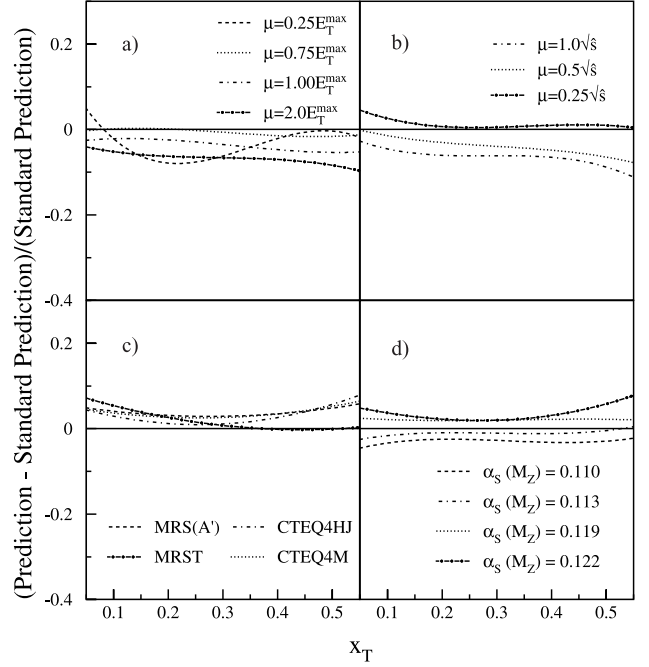 (Prediction - Standard Prediction)/(Standard Prediction)
a)
μ=0.25E_T^max
μ=0.75E_T^max
μ=1.00E_T^max
μ=2.0E_T^max
b)
μ=1.0√ŝ
μ=0.5√ŝ
μ=0.25√ŝ
0.2
0
-0.2
-0.4
c)
MRS(A')
MRST
CTEQ4HJ
CTEQ4M
d)
α_S (M_Z) = 0.110
α_S (M_Z) = 0.113
α_S (M_Z) = 0.119
α_S (M_Z) = 0.122
0.2
0
-0.2
-0.4
0.1 0.2 0.3 0.4 0.5 0.1 0.2 0.3 0.4 0.5
x_T